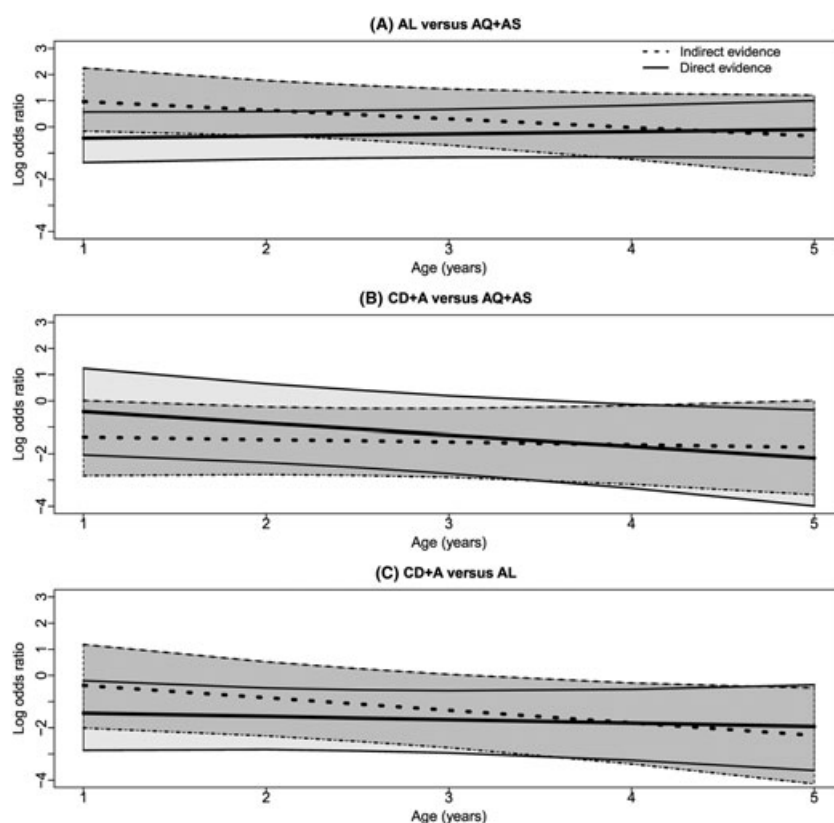 (A) AL versus AQ+AS
Indirect evidence
Direct evidence
Log odds ratio
3
2
1
0
−2
−4
1 2 3 4 5
Age (years)
(B) CD+A versus AQ+AS
Log odds ratio
3
2
1
0
−2
−4
1 2 3 4 5
Age (years)
(C) CD+A versus AL
Log odds ratio
3
2
1
0
−2
−4
1 2 3 4 5
Age (years)